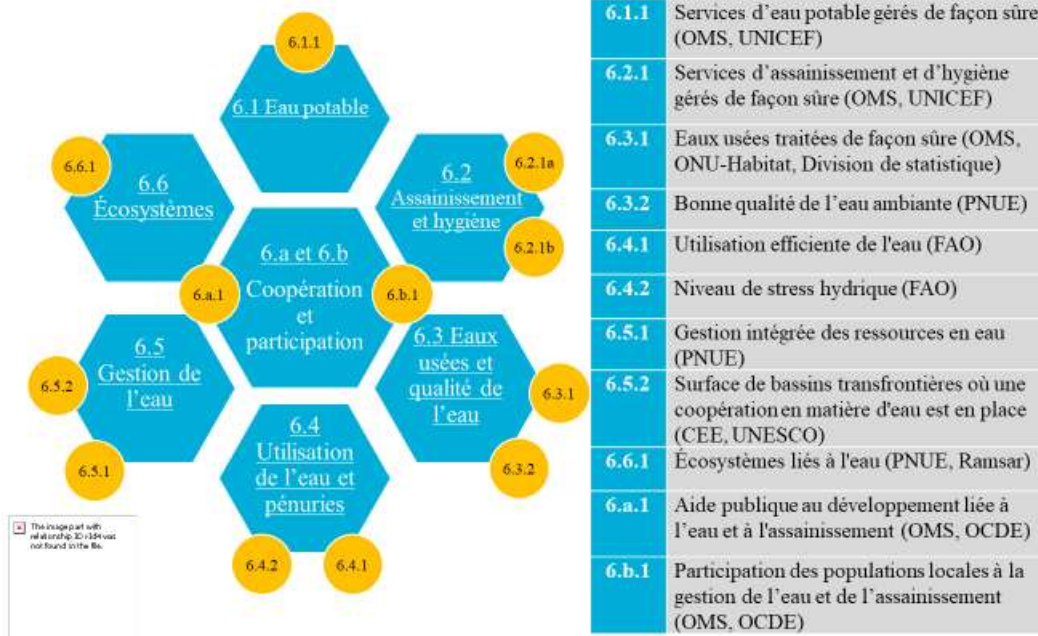 6.1.1
6.1 Eau potable
6.6.1
6.6
Écosystèmes
6.2.1a
6.2
Assainissement
et hygiène
6.2.1b
6.a et 6.b
Coopération
et
participation
6.a.1
6.b.1
6.5
Gestion de
l’eau
6.5.2
6.5.1
6.3 Eaux
usées et
qualité de
l’eau
6.3.1
6.3.2
6.4
Utilisation
de l’eau et
pénuries
6.4.2
6.4.1
The image part with
relationship ID rId4 was
not found in the file.
6.1.1 Services d’eau potable gérés de façon sûre
(OMS, UNICEF)
6.2.1 Services d’assainissement et d’hygiène
gérés de façon sûre (OMS, UNICEF)
6.3.1 Eaux usées traitées de façon sûre (OMS,
ONU-Habitat, Division de statistique)
6.3.2 Bonne qualité de l’eau ambiante (PNUE)
6.4.1 Utilisation efficiente de l'eau (FAO)
6.4.2 Niveau de stress hydrique (FAO)
6.5.1 Gestion intégrée des ressources en eau
(PNUE)
6.5.2 Surface de bassins transfrontières où une
coopération en matière d'eau est en place
(CEE, UNESCO)
6.6.1 Écosystèmes liés à l'eau (PNUE, Ramsar)
6.a.1 Aide publique au développement liée à
l’eau et à l'assainissement (OMS, OCDE)
6.b.1 Participation des populations locales à la
gestion de l’eau et de l’assainissement
(OMS, OCDE)